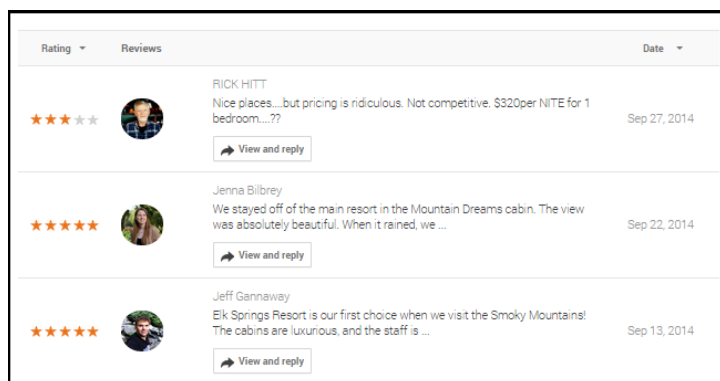 Rating Reviews Date
RICK HITT
Nice places....but pricing is ridiculous. Not competitive. $320per NITE for 1
bedroom....??
Sep 27, 2014
View and reply
Jenna Bilbrey
We stayed off of the main resort in the Mountain Dreams cabin. The view
was absolutely beautiful. When it rained, we ...
Sep 22, 2014
View and reply
Jeff Gannaway
Elk Springs Resort is our first choice when we visit the Smoky Mountains!
The cabins are luxurious, and the staff is ...
Sep 13, 2014
View and reply